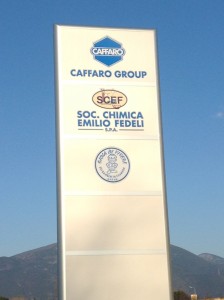 CAFFARO
CAFFARO GROUP
SCEF
SOC. CHIMICA
EMILIO FEDELI
S.P.A.